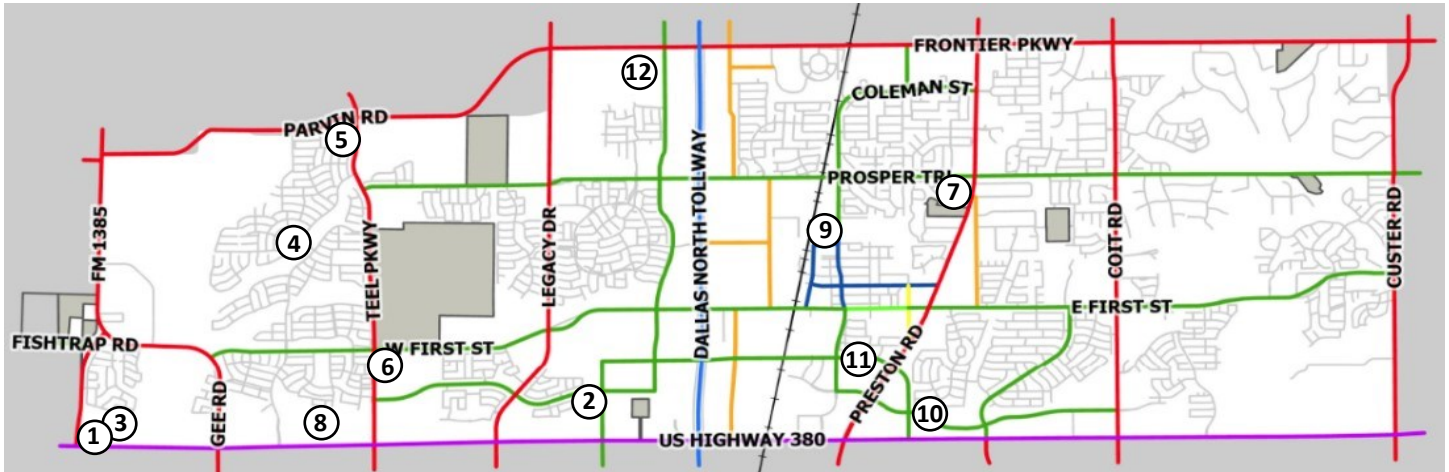 12
FRONTIER PKWY
COLEMAN ST
PARVIN RD
5
DALLAS NORTH TOLLWAY
PROSPER TRL
7
FM 1385
4
TEEL PKWY
LEGACY DR
9
COIT RD
CUSTER RD
E FIRST ST
FISHTRAP RD
W FIRST ST
6
11
PRESTON RD
GEE RD
2
10
3
8
1
US HIGHWAY 380